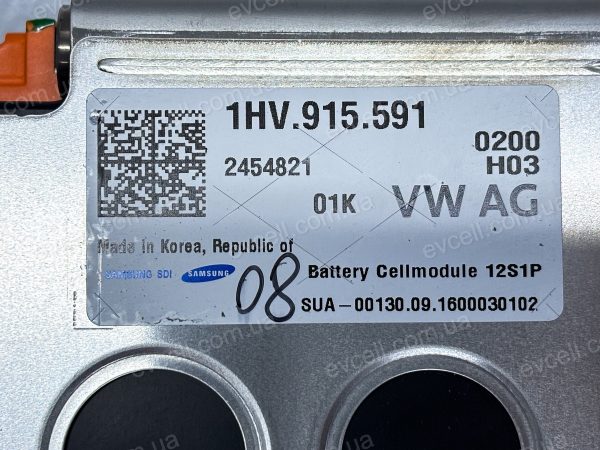 1HV.915.591
0200
2454821
H03
01K VW AG
Made In Korea, Republic of
SAMSUNG SDI SAMSUNG
Battery Cellmodule 12S1P
08
SUA-00130.09.1600030102
evcell.com.ua